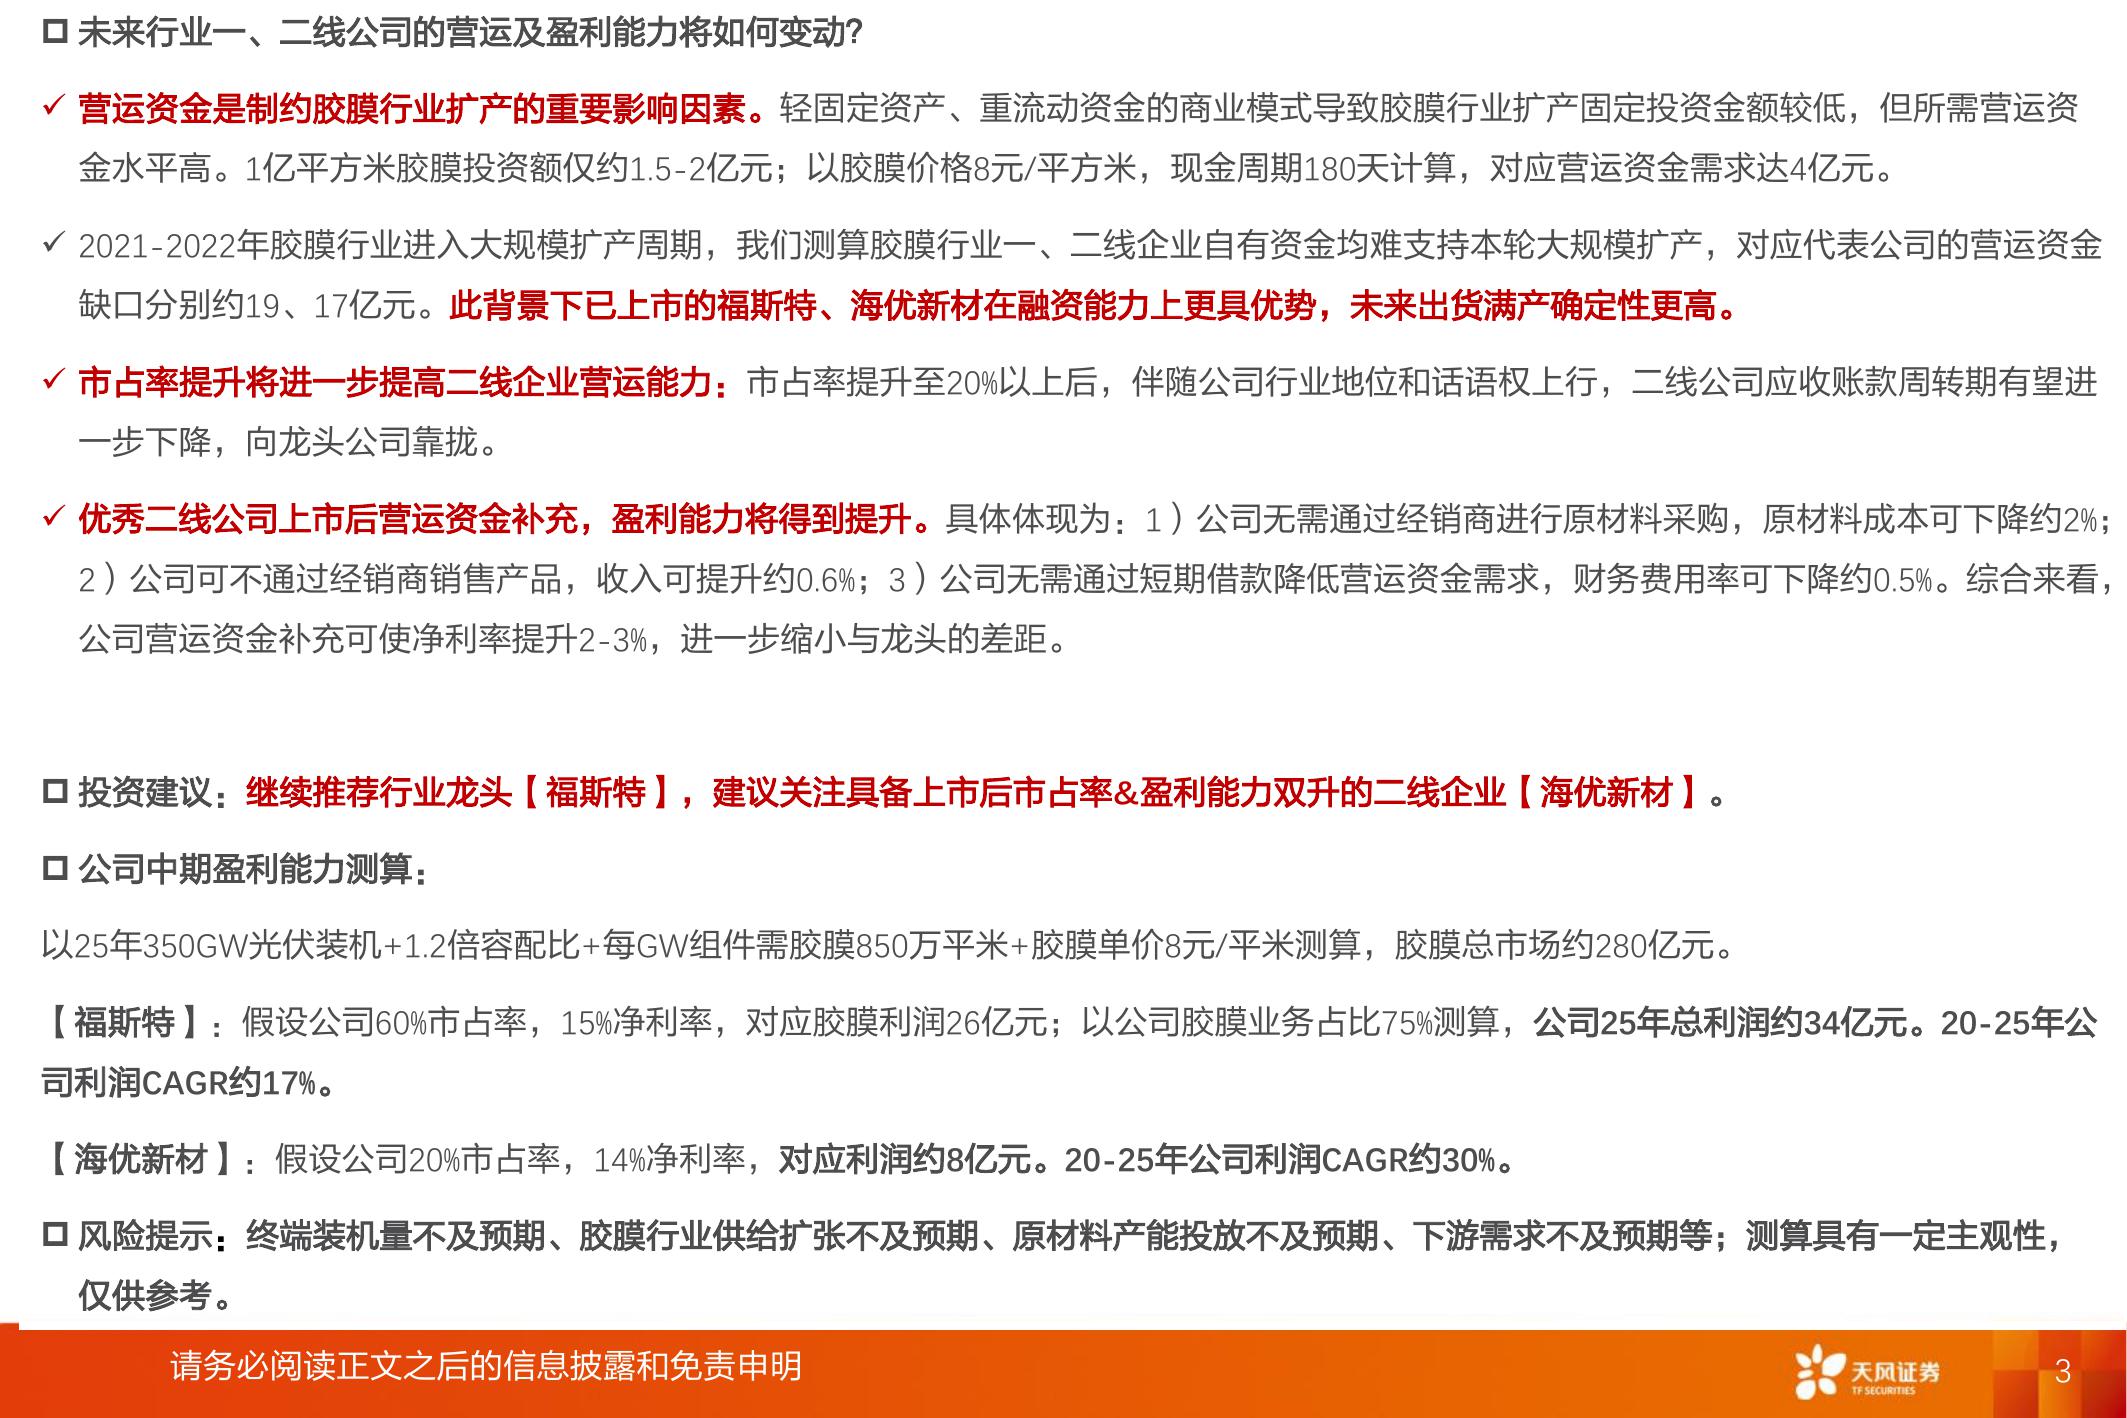 未来行业一、二线公司的营运及盈利能力将如何变动?
营运资金是制约胶膜行业扩产的重要影响因素。轻固定资产、重流动资金的商业模式导致胶膜行业扩产固定投资金额较低，但所需营运资
金水平高。1亿平方米胶膜投资额仅约1.5-2亿元；以胶膜价格8元/平方米，现金周期180天计算，对应营运资金需求达4亿元。
2021-2022年胶膜行业进入大规模扩产周期，我们测算胶膜行业一、二线企业自有资金均难支持本轮大规模扩产，对应代表公司的营运资金
缺口分别约19、17亿元。此背景下已上市的福斯特、海优新材在融资能力上更具优势，未来出货满产确定性更高。
市占率提升将进一步提高二线企业营运能力：市占率提升至20%以上后，伴随公司行业地位和话语权上行，二线公司应收账款周转期有望进
一步下降，向龙头公司靠拢。
优秀二线公司上市后营运资金补充，盈利能力将得到提升。具体体现为：1）公司无需通过经销商进行原材料采购，原材料成本可下降约2%；
2）公司可不通过经销商销售产品，收入可提升约0.6%；3）公司无需通过短期借款降低营运资金需求，财务费用率可下降约0.5%。综合来看，
公司营运资金补充可使净利率提升2-3%，进一步缩小与龙头的差距。
投资建议：继续推荐行业龙头【福斯特】，建议关注具备上市后市占率&盈利能力双升的二线企业【海优新材】。
公司中期盈利能力测算：
以25年350GW光伏装机+1.2倍容配比+每GW组件需胶膜850万平米+胶膜单价8元/平米测算，胶膜总市场约280亿元。
【福斯特】：假设公司60%市占率，15%净利率，对应胶膜利润26亿元；以公司胶膜业务占比75%测算，公司25年总利润约34亿元。20-25年公
司利润CAGR约17%。
【海优新材】：假设公司20%市占率，14%净利率，对应利润约8亿元。20-25年公司利润CAGR约30%。
风险提示：终端装机量不及预期、胶膜行业供给扩张不及预期、原材料产能投放不及预期、下游需求不及预期等；测算具有一定主观性，
仅供参考。
请务必阅读正文之后的信息披露和免责申明
天风证券
TF SECURITIES
3